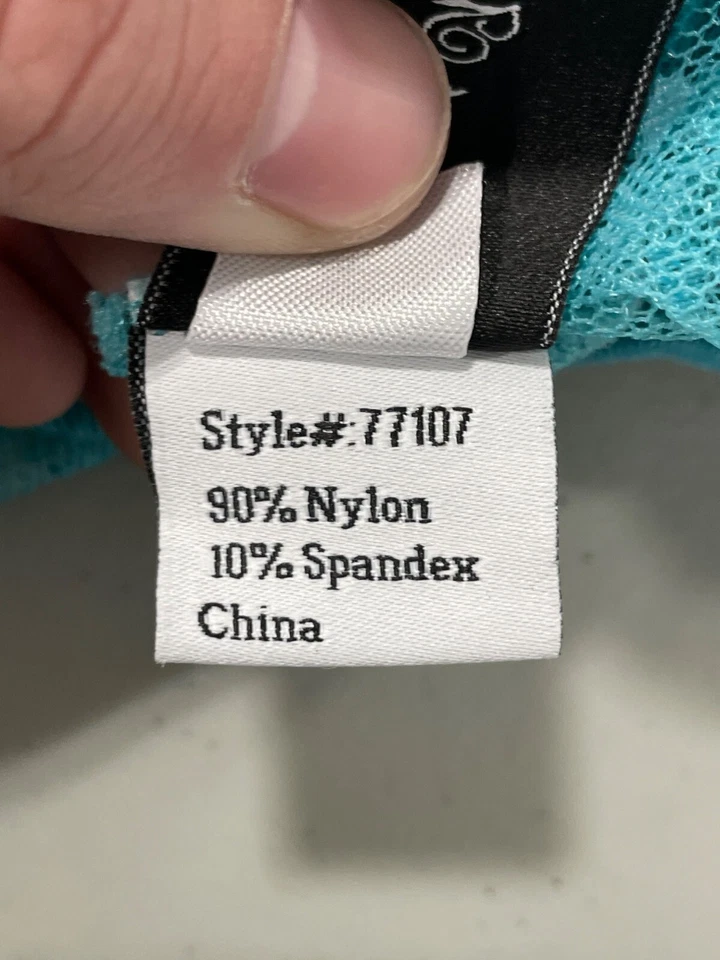 Style#:77107
90% Nylon
10% Spandex
China